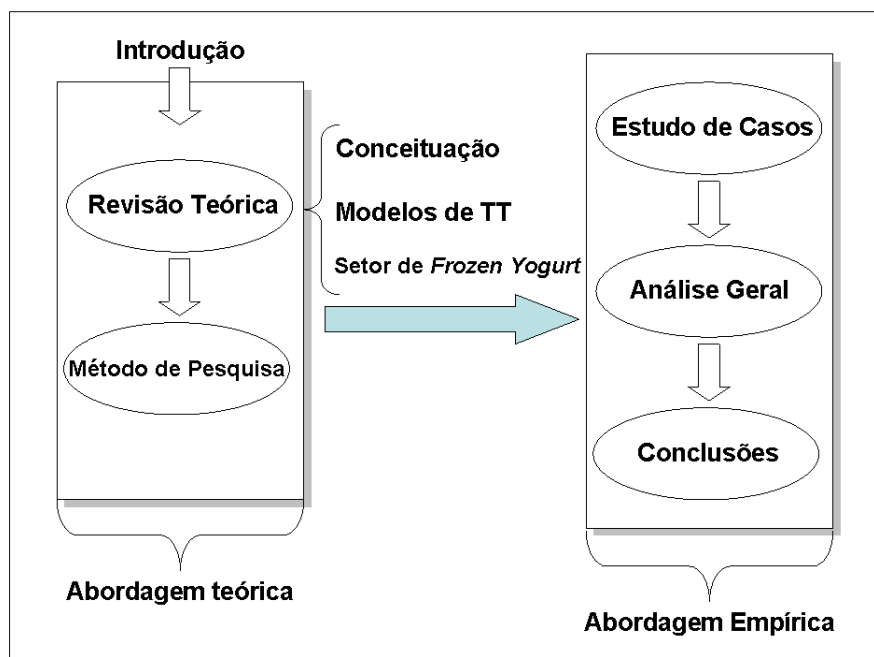 Introdução
Revisão Teórica
Método de Pesquisa
Abordagem teórica
Conceituação
Modelos de TT
Setor de Frozen Yogurt
Estudo de Casos
Análise Geral
Conclusões
Abordagem Empírica